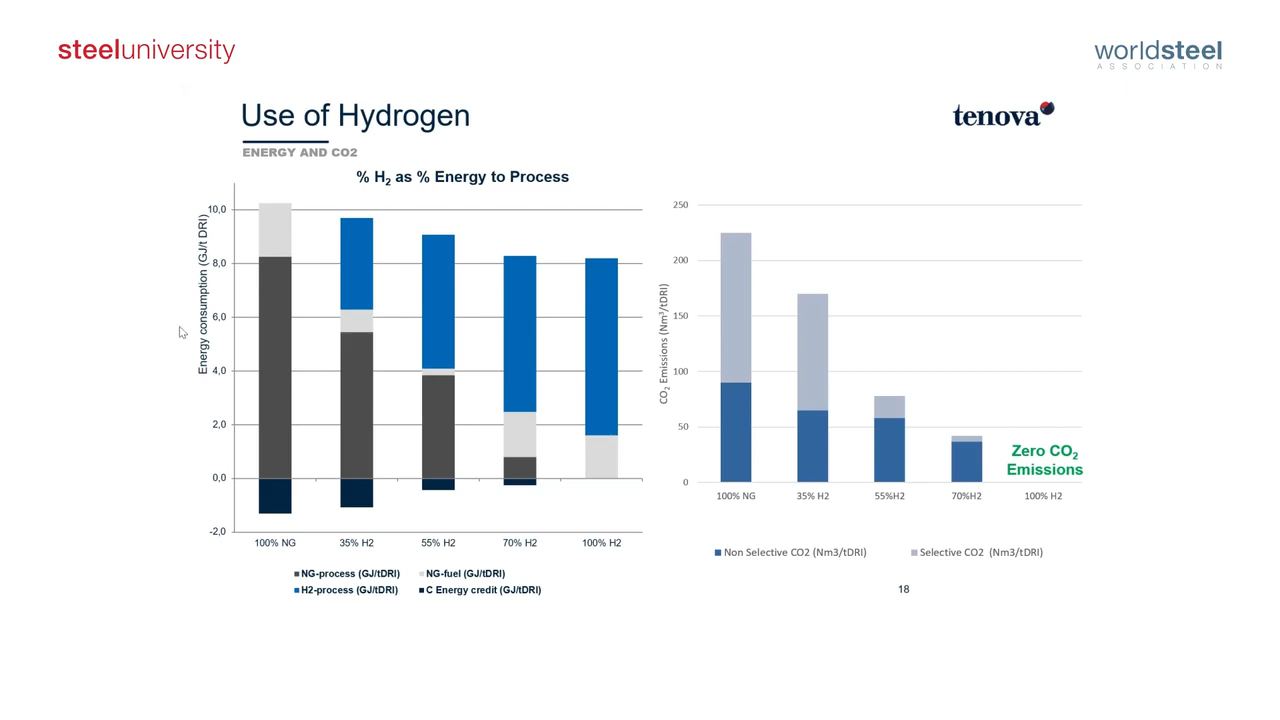 steeluniversity
worldsteel
ASSOCIATION
Use of Hydrogen
tenova
ENERGY AND CO2
% H2 as % Energy to Process
Energy consumption (GJ/t DRI)
10,0
8,0
6,0
4,0
2,0
0,0
-2,0
100% NG
35% H2
55% H2
70% H2
100% H2
NG-process (GJ/tDRI)
NG-fuel (GJ/tDRI)
H2-process (GJ/tDRI)
C Energy credit (GJ/tDRI)
CO2 Emissions (Nm3/tDRI)
250
200
150
100
50
0
Zero CO2
Emissions
100% NG
35% H2
55%H2
70%H2
100% H2
Non Selective CO2 (Nm3/tDRI)
Selective CO2 (Nm3/tDRI)
18